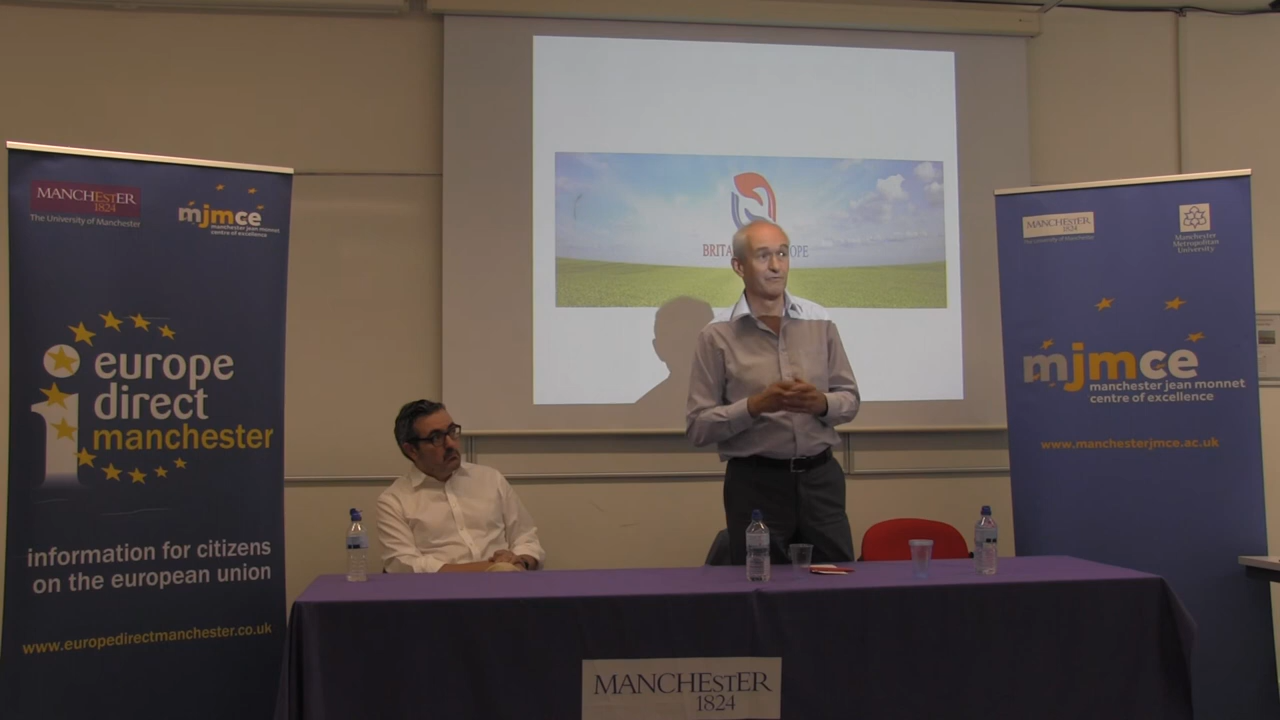 MANCHESTER
1824
The University of Manchester
mjmce
manchester jean monnet
centre of excellence
i
europe
direct
manchester
information for citizens
on the european union
www.europedirectmanchester.co.uk
BRITA OPE
MANCHESTER
1824
MANCHESTER
1824
The University of Manchester
Manchester
Metropolitan
University
mjmce
manchester jean monnet
centre of excellence
www.manchesterjmce.ac.uk